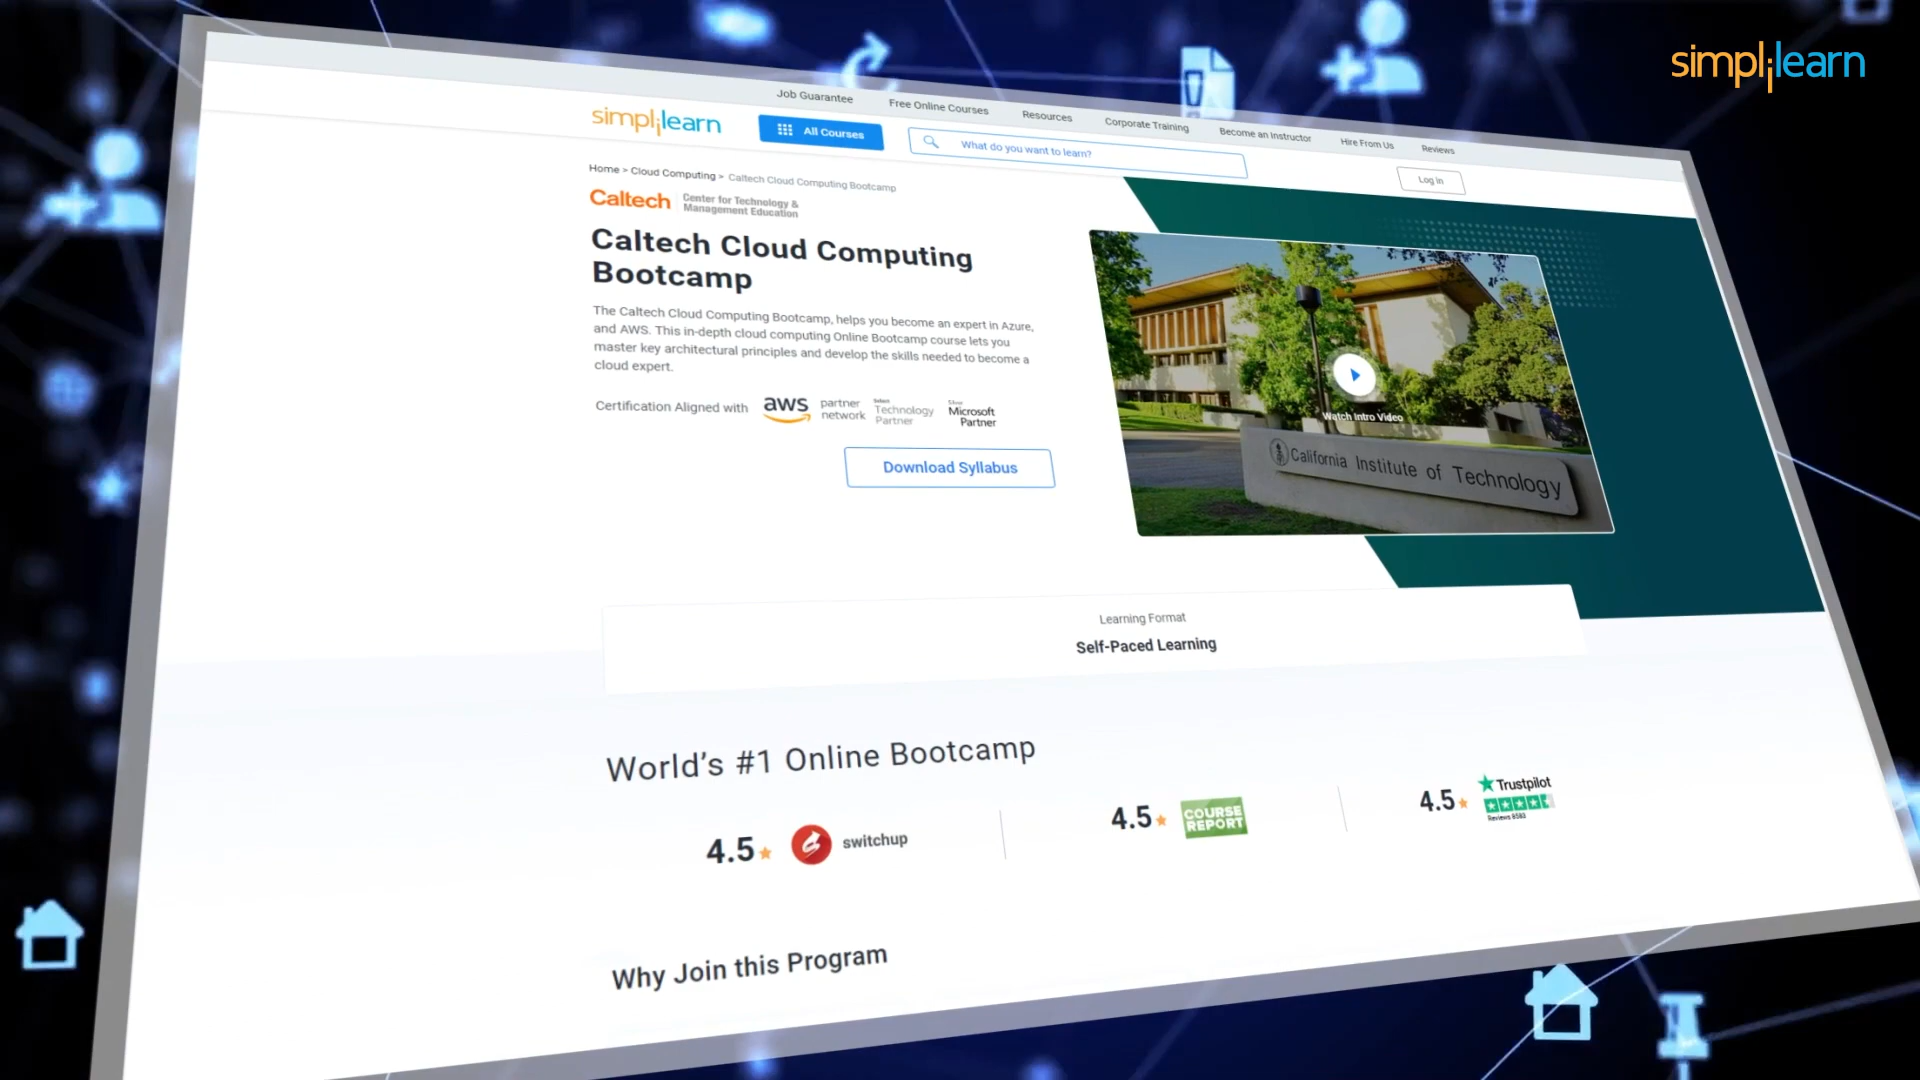 simplilearn
Job Guarantee
Free Online Courses
Resources
Corporate Training
Become an Instructor
Hire From Us
Reviews
simplilearn
All Courses
What do you want to learn?
Log in
Home > Cloud Computing > Caltech Cloud Computing Bootcamp
Caltech
Center for Technology &
Management Education
Caltech Cloud Computing
Bootcamp
The Caltech Cloud Computing Bootcamp, helps you become an expert in Azure,
and AWS. This in-depth cloud computing Online Bootcamp course lets you
master key architectural principles and develop the skills needed to become a
cloud expert.
Certification Aligned with
aws
partner
network
Select
Technology
Partner
Silver
Microsoft
Partner
Download Syllabus
Watch Intro Video
California Institute of Technology
Learning Format
Self-Paced Learning
World's #1 Online Bootcamp
4.5
switchup
4.5
COURSE
REPORT
4.5
Trustpilot
Reviews 8583
Why Join this Program